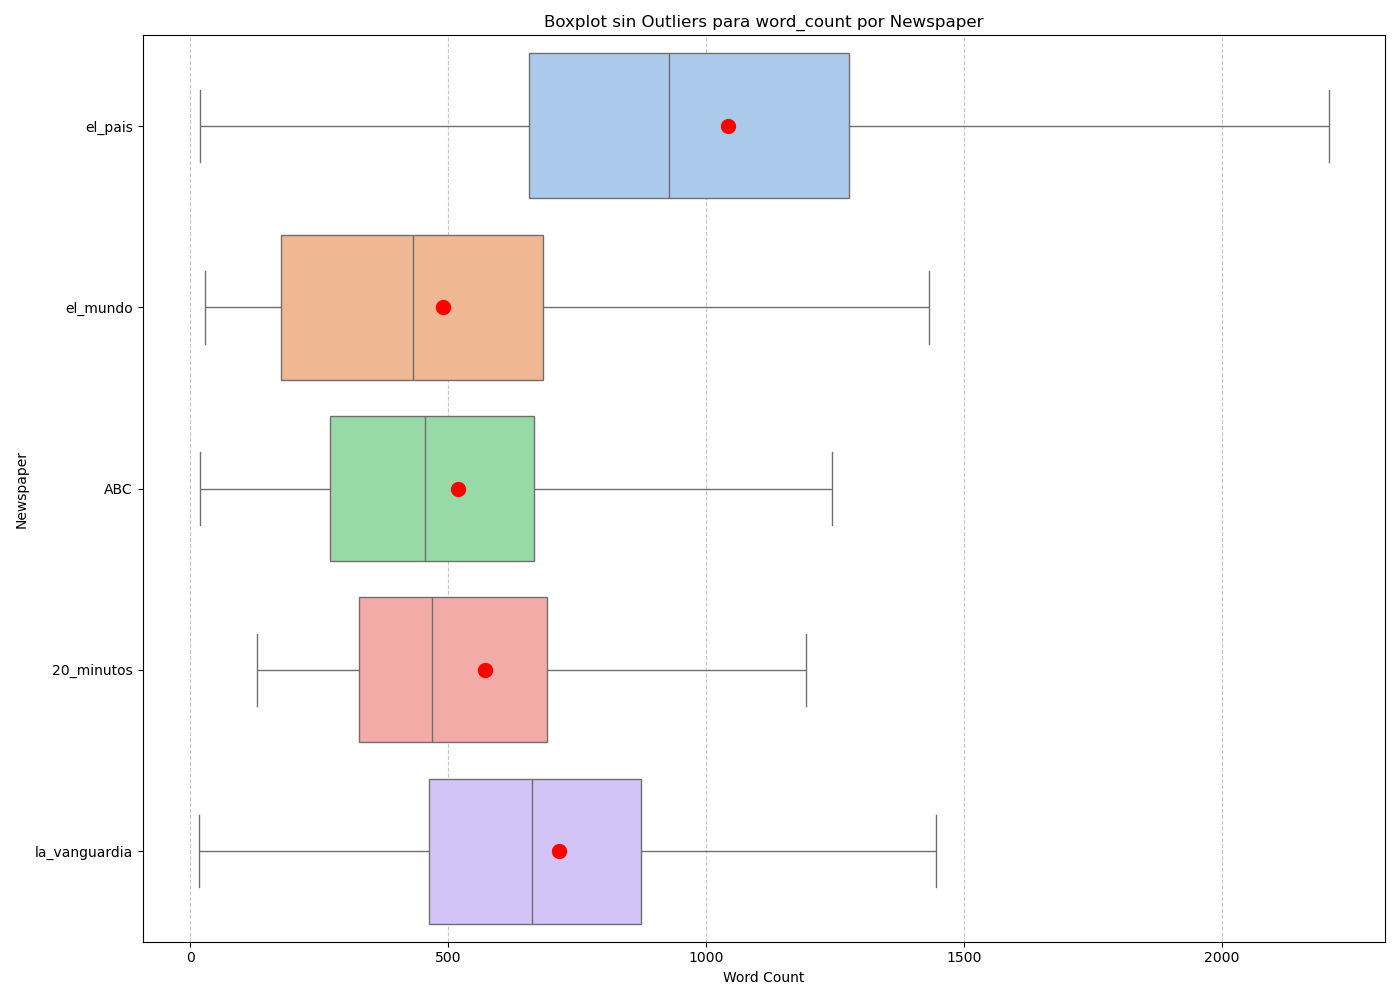 Boxplot sin Outliers para word_count por Newspaper
Newspaper
el_pais
el_mundo
ABC
20_minutos
la_vanguardia
0 500 1000 1500 2000
Word Count